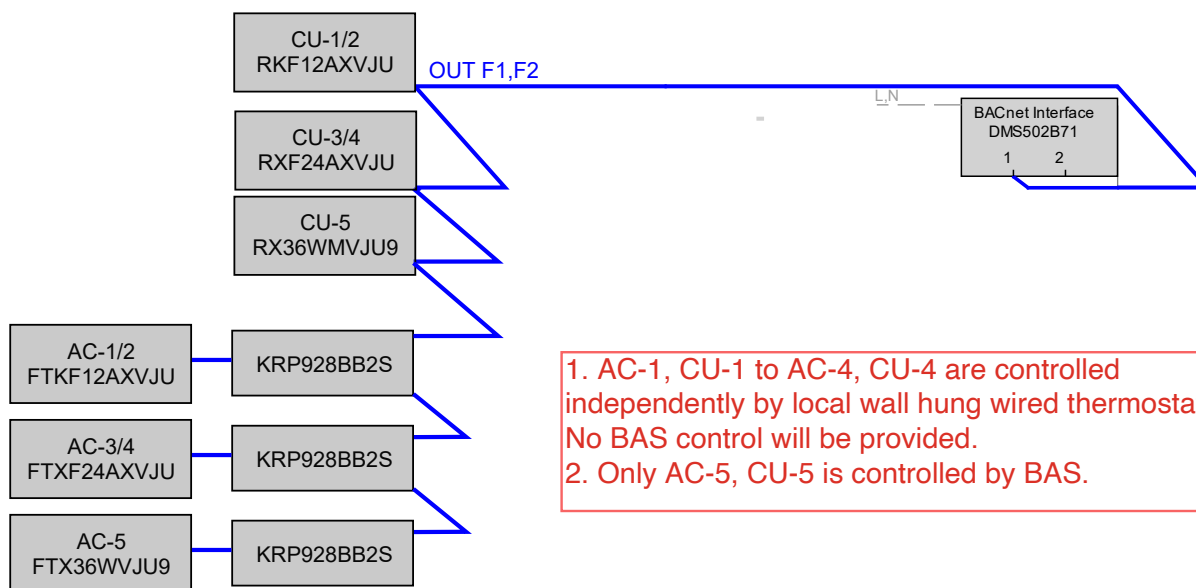 CU-1/2
RKF12AXVJU
OUT F1,F2
L,N
BACnet Interface
DMS502B71
1 2
CU-3/4
RXF24AXVJU
CU-5
RX36WMVJU9
AC-1/2
FTKF12AXVJU
KRP928BB2S
AC-3/4
FTXF24AXVJU
KRP928BB2S
AC-5
FTX36WVJU9
KRP928BB2S
1. AC-1, CU-1 to AC-4, CU-4 are controlled
independently by local wall hung wired thermosta
No BAS control will be provided.
2. Only AC-5, CU-5 is controlled by BAS.